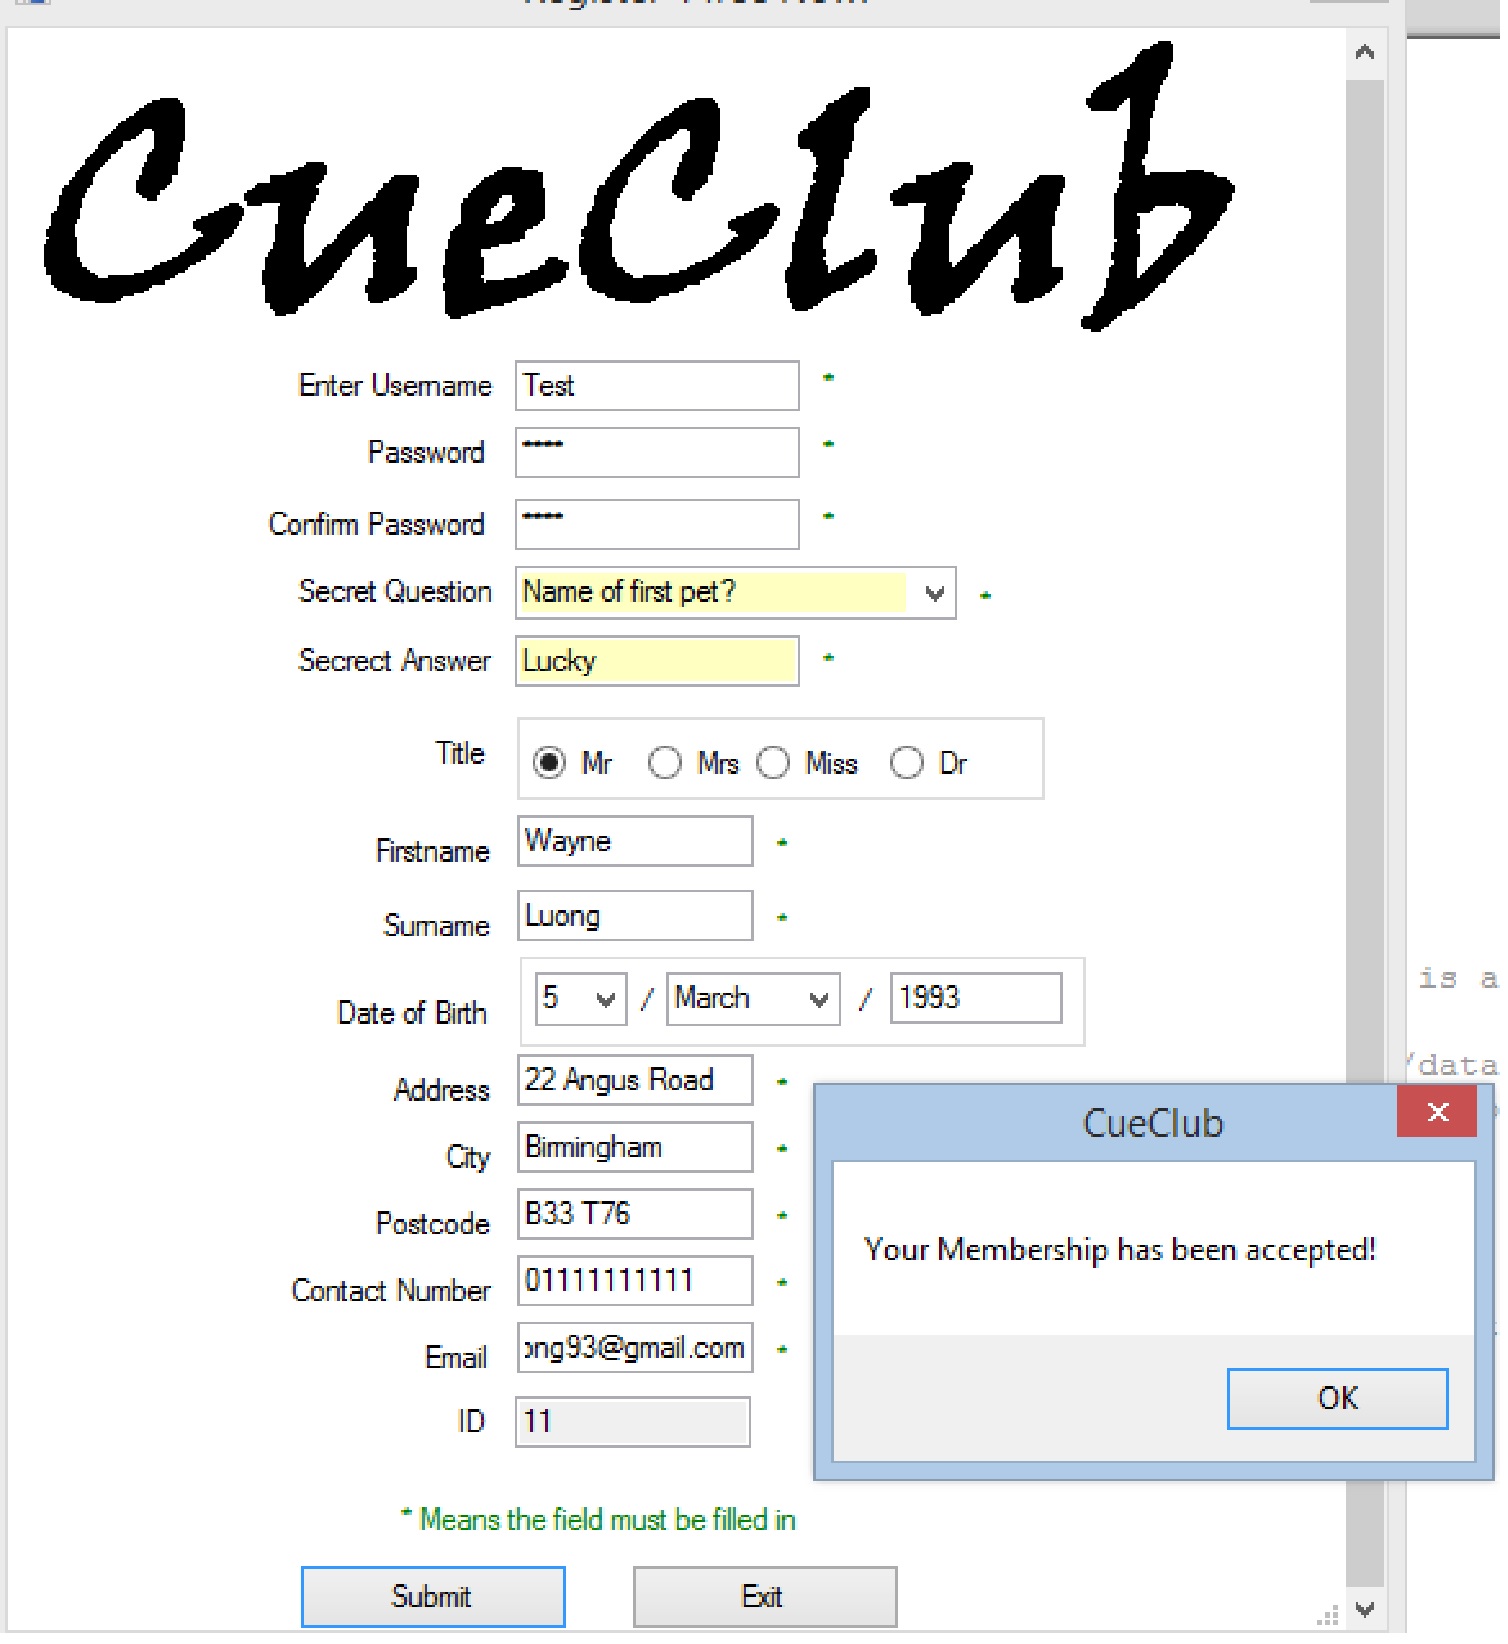 CueClub
Enter Username Test *
Password **** *
Confirm Password **** *
Secret Question Name of first pet? *
Secrect Answer Lucky *
Title Mr Mrs Miss Dr
Firstname Wayne *
Surname Luong *
Date of Birth 5 / March / 1993
Address 22 Angus Road *
City Birmingham *
Postcode B33 T76 *
Contact Number 01111111111 *
Email ong93@gmail.com *
ID 11
* Means the field must be filled in
Submit Exit
is a
/data
CueClub
Your Membership has been accepted!
OK